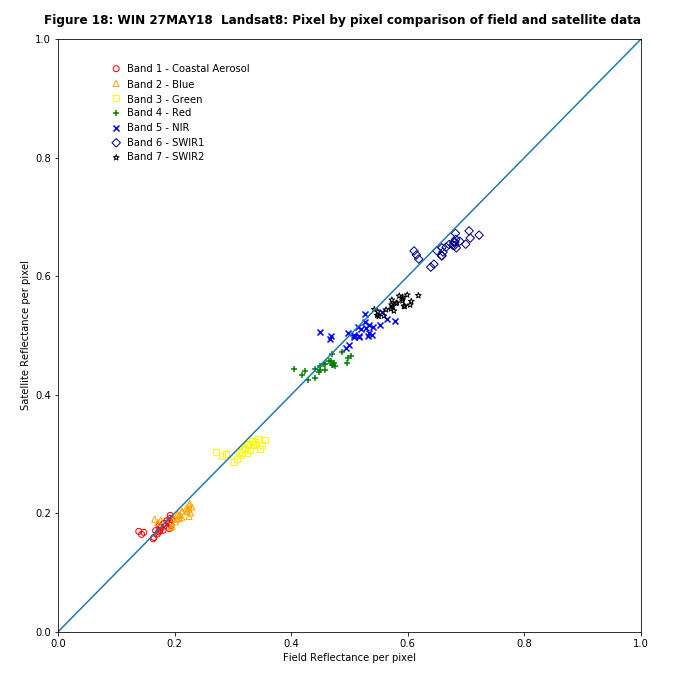 Figure 18: WIN 27MAY18 Landsat8: Pixel by pixel comparison of field and satellite data
1.0
Band 1 - Coastal Aerosol
Band 2 - Blue
Band 3 - Green
Band 4 - Red
Band 5 - NIR
Band 6 - SWIR1
Band 7 - SWIR2
0.8
0.6
0.4
0.2
0.0
Satellite Reflectance per pixel
0.0 0.2 0.4 0.6 0.8 1.0
Field Reflectance per pixel